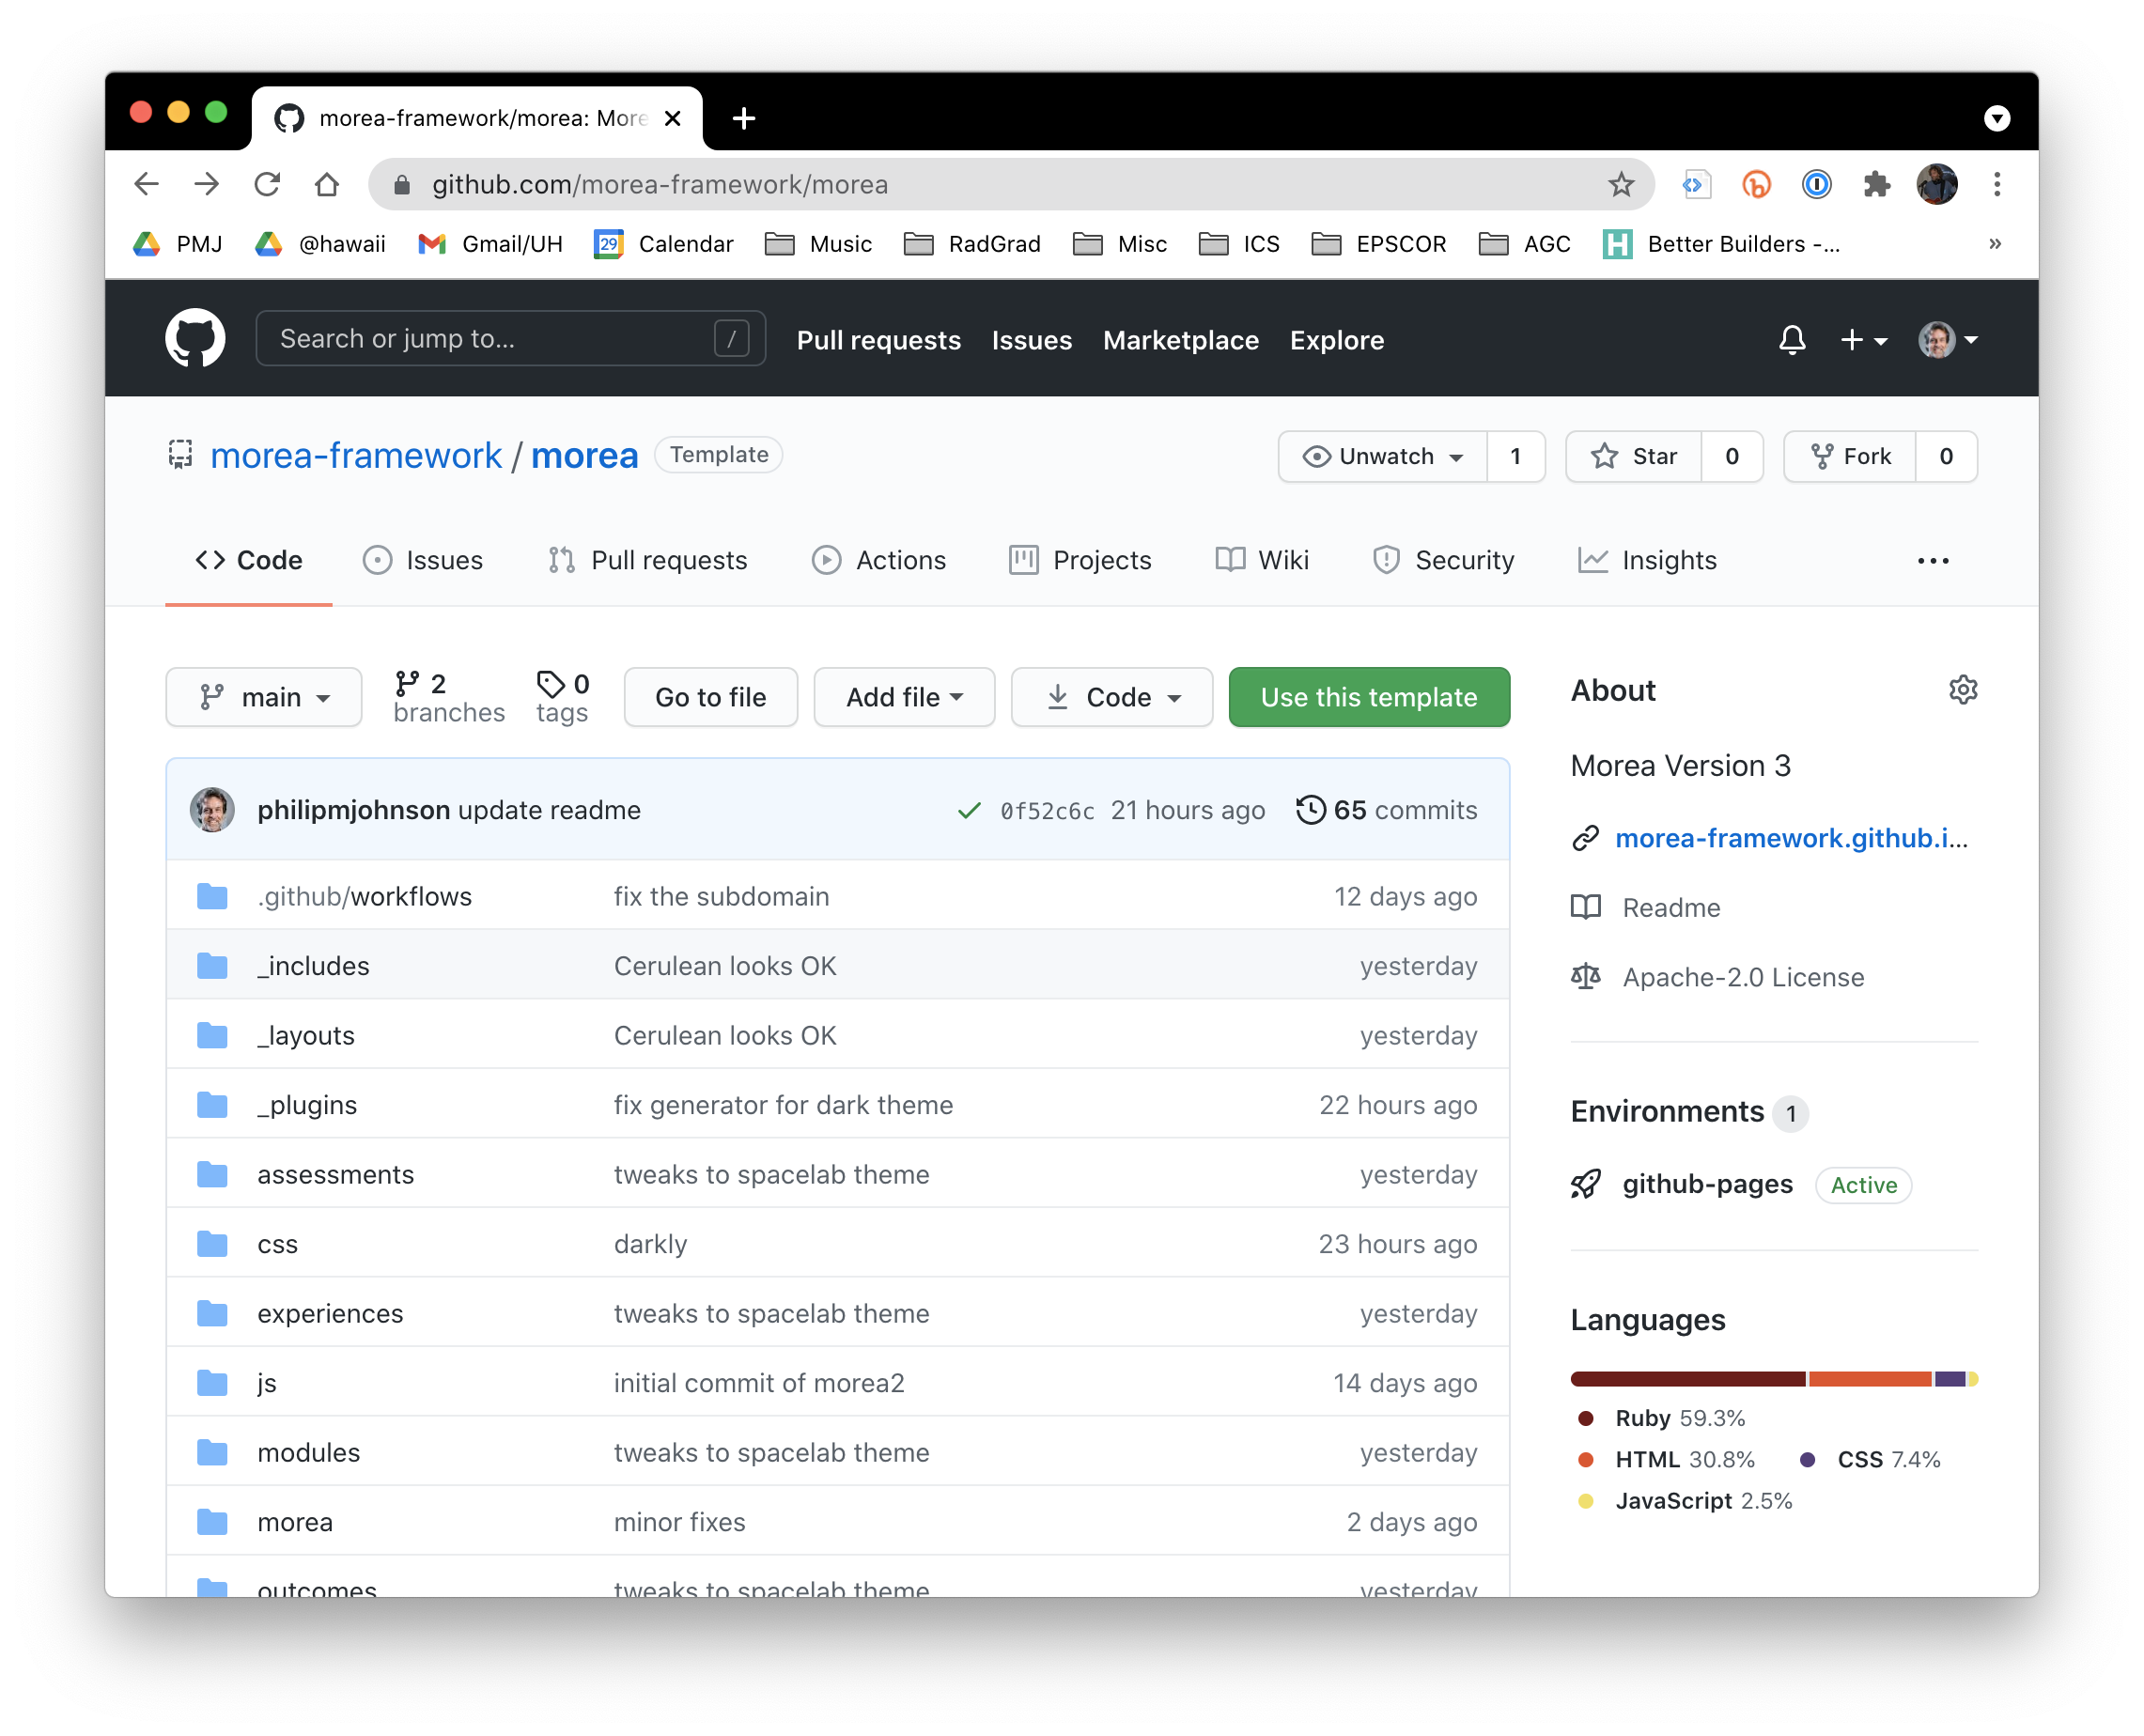 morea-framework/morea: More
github.com/morea-framework/morea
PMJ @hawaii Gmail/UH 29 Calendar Music RadGrad Misc ICS EPSCOR AGC H Better Builders -... »
Search or jump to... / Pull requests Issues Marketplace Explore
morea-framework / morea Template Unwatch 1 Star 0 Fork 0
Code Issues Pull requests Actions Projects Wiki Security Insights ...
main 2 branches 0 tags Go to file Add file Code Use this template
philipmjohnson update readme 0f52c6c 21 hours ago 65 commits
.github/workflows fix the subdomain 12 days ago
_includes Cerulean looks OK yesterday
_layouts Cerulean looks OK yesterday
_plugins fix generator for dark theme 22 hours ago
assessments tweaks to spacelab theme yesterday
css darkly 23 hours ago
experiences tweaks to spacelab theme yesterday
js initial commit of morea2 14 days ago
modules tweaks to spacelab theme yesterday
morea minor fixes 2 days ago
outcomes tweaks to spacelab theme yesterday
About
Morea Version 3
morea-framework.github.i...
Readme
Apache-2.0 License
Environments 1
github-pages Active
Languages
Ruby 59.3%
HTML 30.8% CSS 7.4%
JavaScript 2.5%